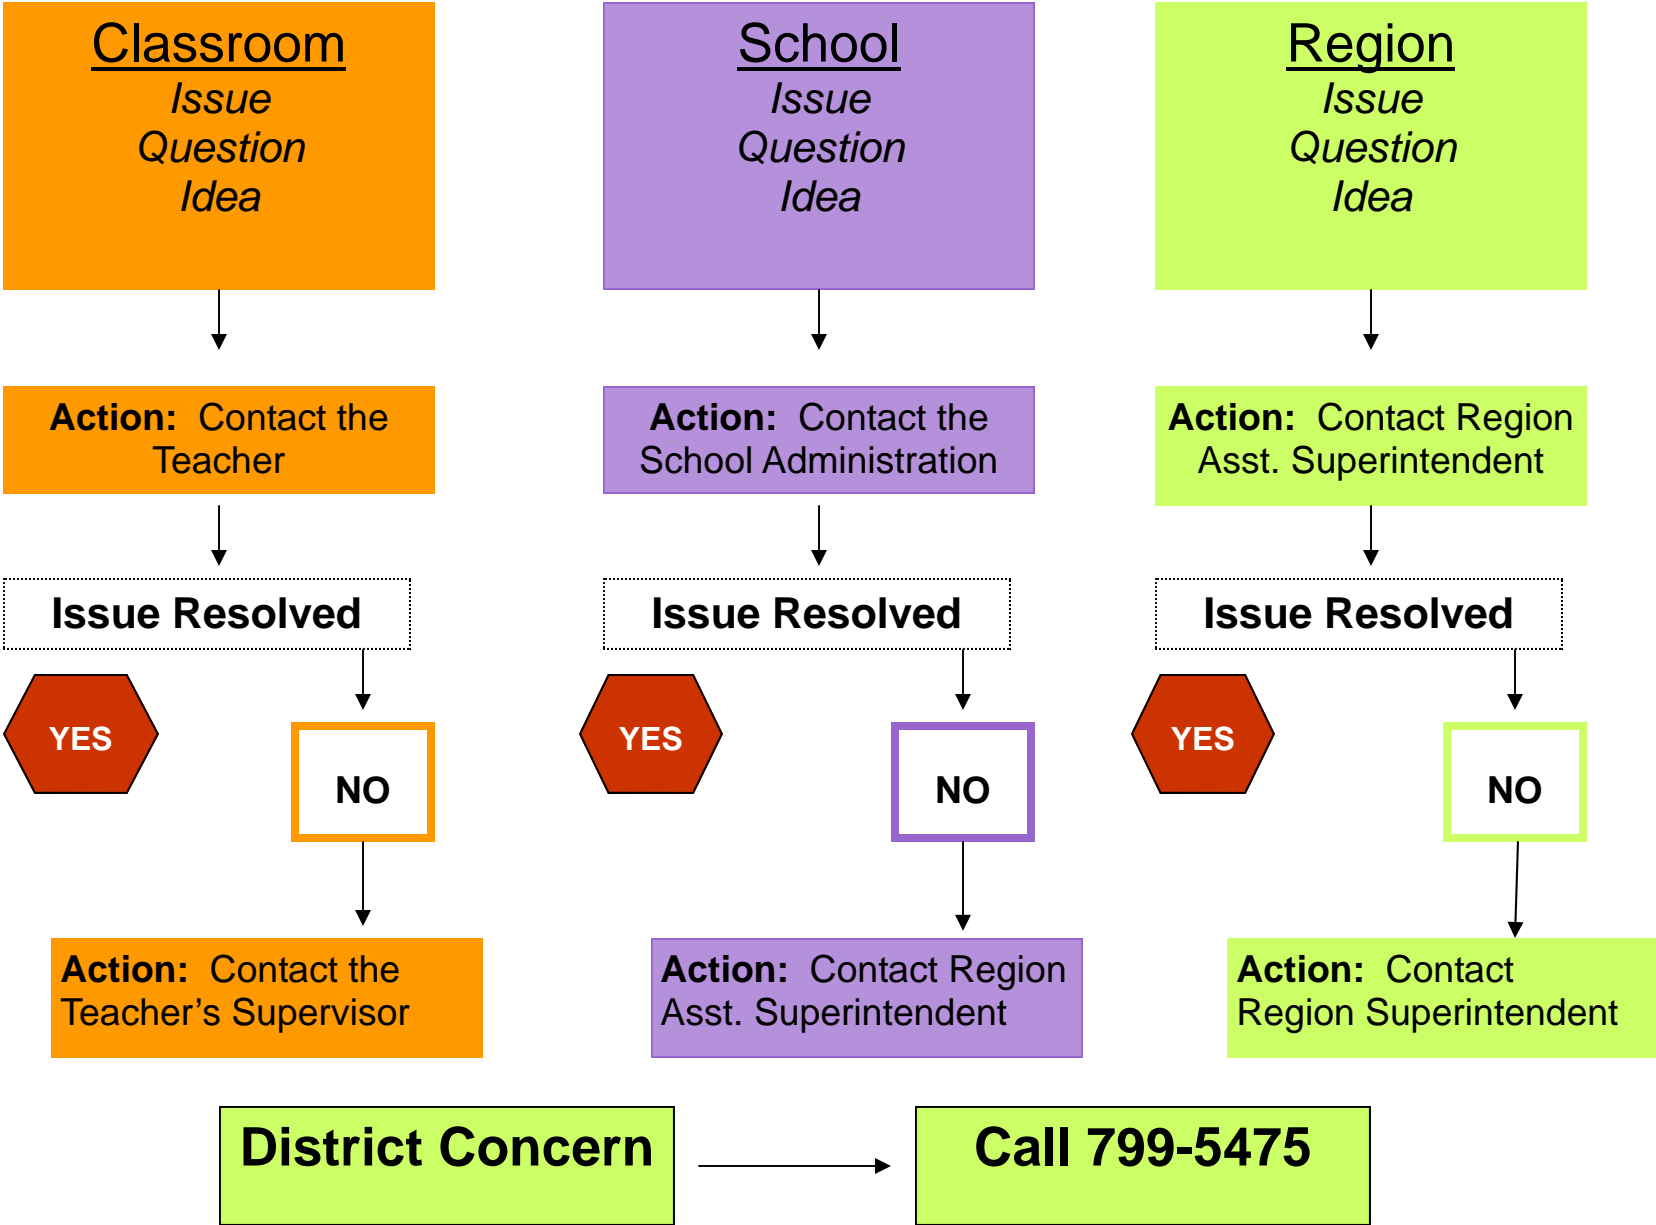 Classroom
Issue
Question
Idea
School
Issue
Question
Idea
Region
Issue
Question
Idea
Action:  Contact the
Teacher
Action:  Contact the
School Administration
Action:  Contact Region
Asst. Superintendent
Issue Resolved
Issue Resolved
Issue Resolved
YES
NO
YES
NO
YES
NO
Action:  Contact the
Teacher’s Supervisor
Action:  Contact Region
Asst. Superintendent
Action:  Contact
Region Superintendent
District Concern
Call 799-5475